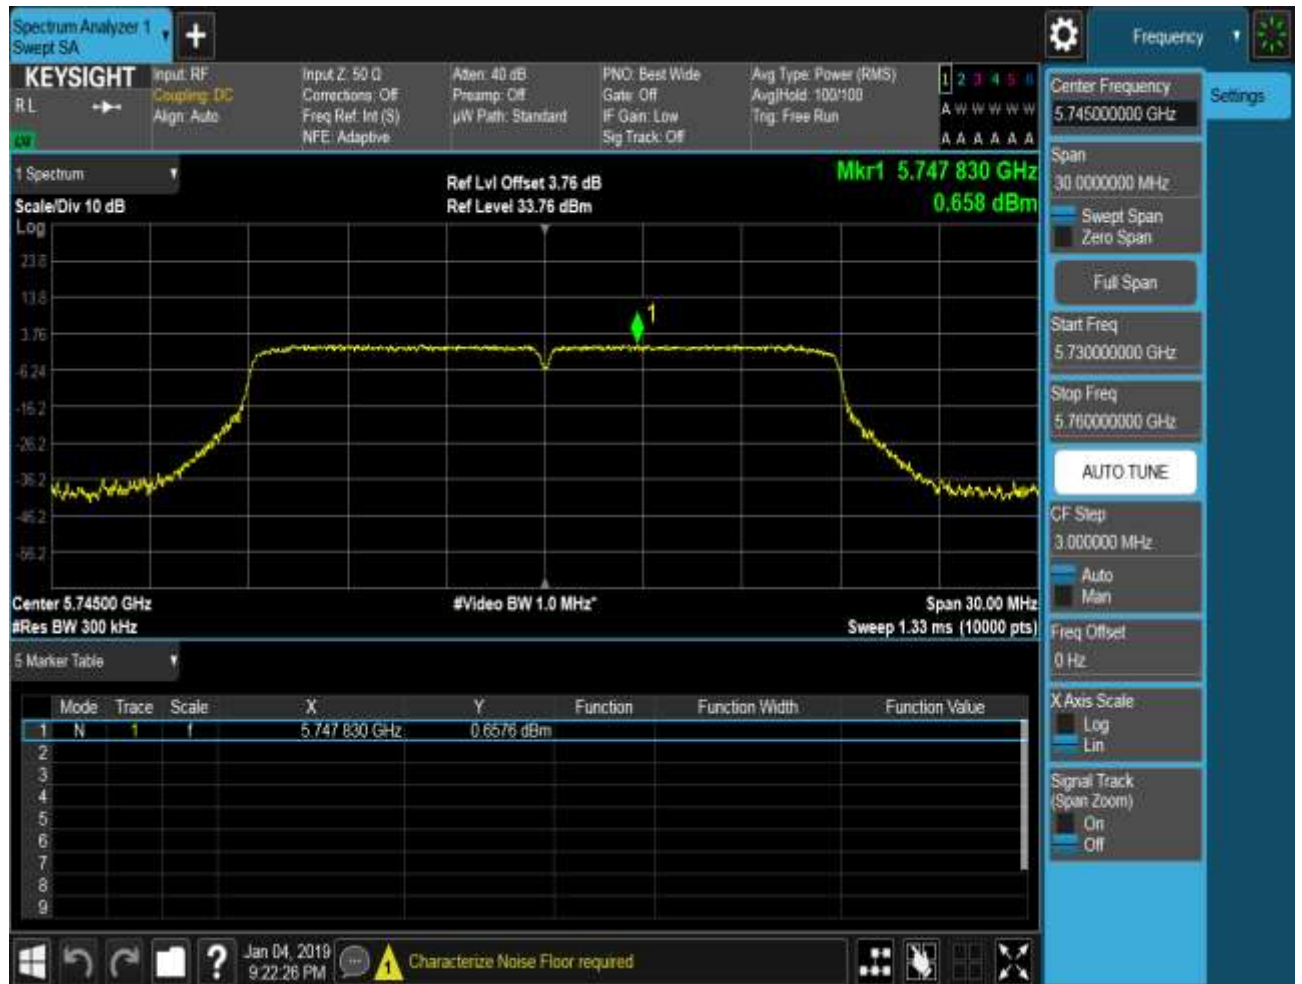 Spectrum Analyzer 1
Swept SA
+
Frequency
KEYSIGHT
RL
Input: RF
Coupling: DC
Align: Auto
Input Z: 50 Ω
Corrections: Off
Freq Ref: Int (S)
NFE: Adaptive
Atten: 40 dB
Preamp: Off
µW Path: Standard
PNO: Best Wide
Gate: Off
IF Gain: Low
Sig Track: Off
Avg Type: Power (RMS)
Avg|Hold: 100/100
Trig: Free Run
1 2 3 4 5 6
A W W W W W
A A A A A A
1 Spectrum
Scale/Div 10 dB
Ref Lvl Offset 3.76 dB
Ref Level 33.76 dBm
Mkr1 5.747 830 GHz
0.658 dBm
Log
23.8
13.8
3.76
-6.24
-16.2
-26.2
-36.2
-46.2
-56.2
1
Center 5.74500 GHz
#Res BW 300 kHz
#Video BW 1.0 MHz*
Span 30.00 MHz
Sweep 1.33 ms (10000 pts)
5 Marker Table
Mode Trace Scale X Y Function Function Width Function Value
1 N 1 f 5.747 830 GHz 0.6576 dBm
2
3
4
5
6
7
8
9
Jan 04, 2019
9:22:26 PM
?
1
Characterize Noise Floor required
Settings
Center Frequency
5.745000000 GHz
Span
30.0000000 MHz
Swept Span
Zero Span
Full Span
Start Freq
5.730000000 GHz
Stop Freq
5.760000000 GHz
AUTO TUNE
CF Step
3.000000 MHz
Auto
Man
Freq Offset
0 Hz
X Axis Scale
Log
Lin
Signal Track
(Span Zoom)
On
Off